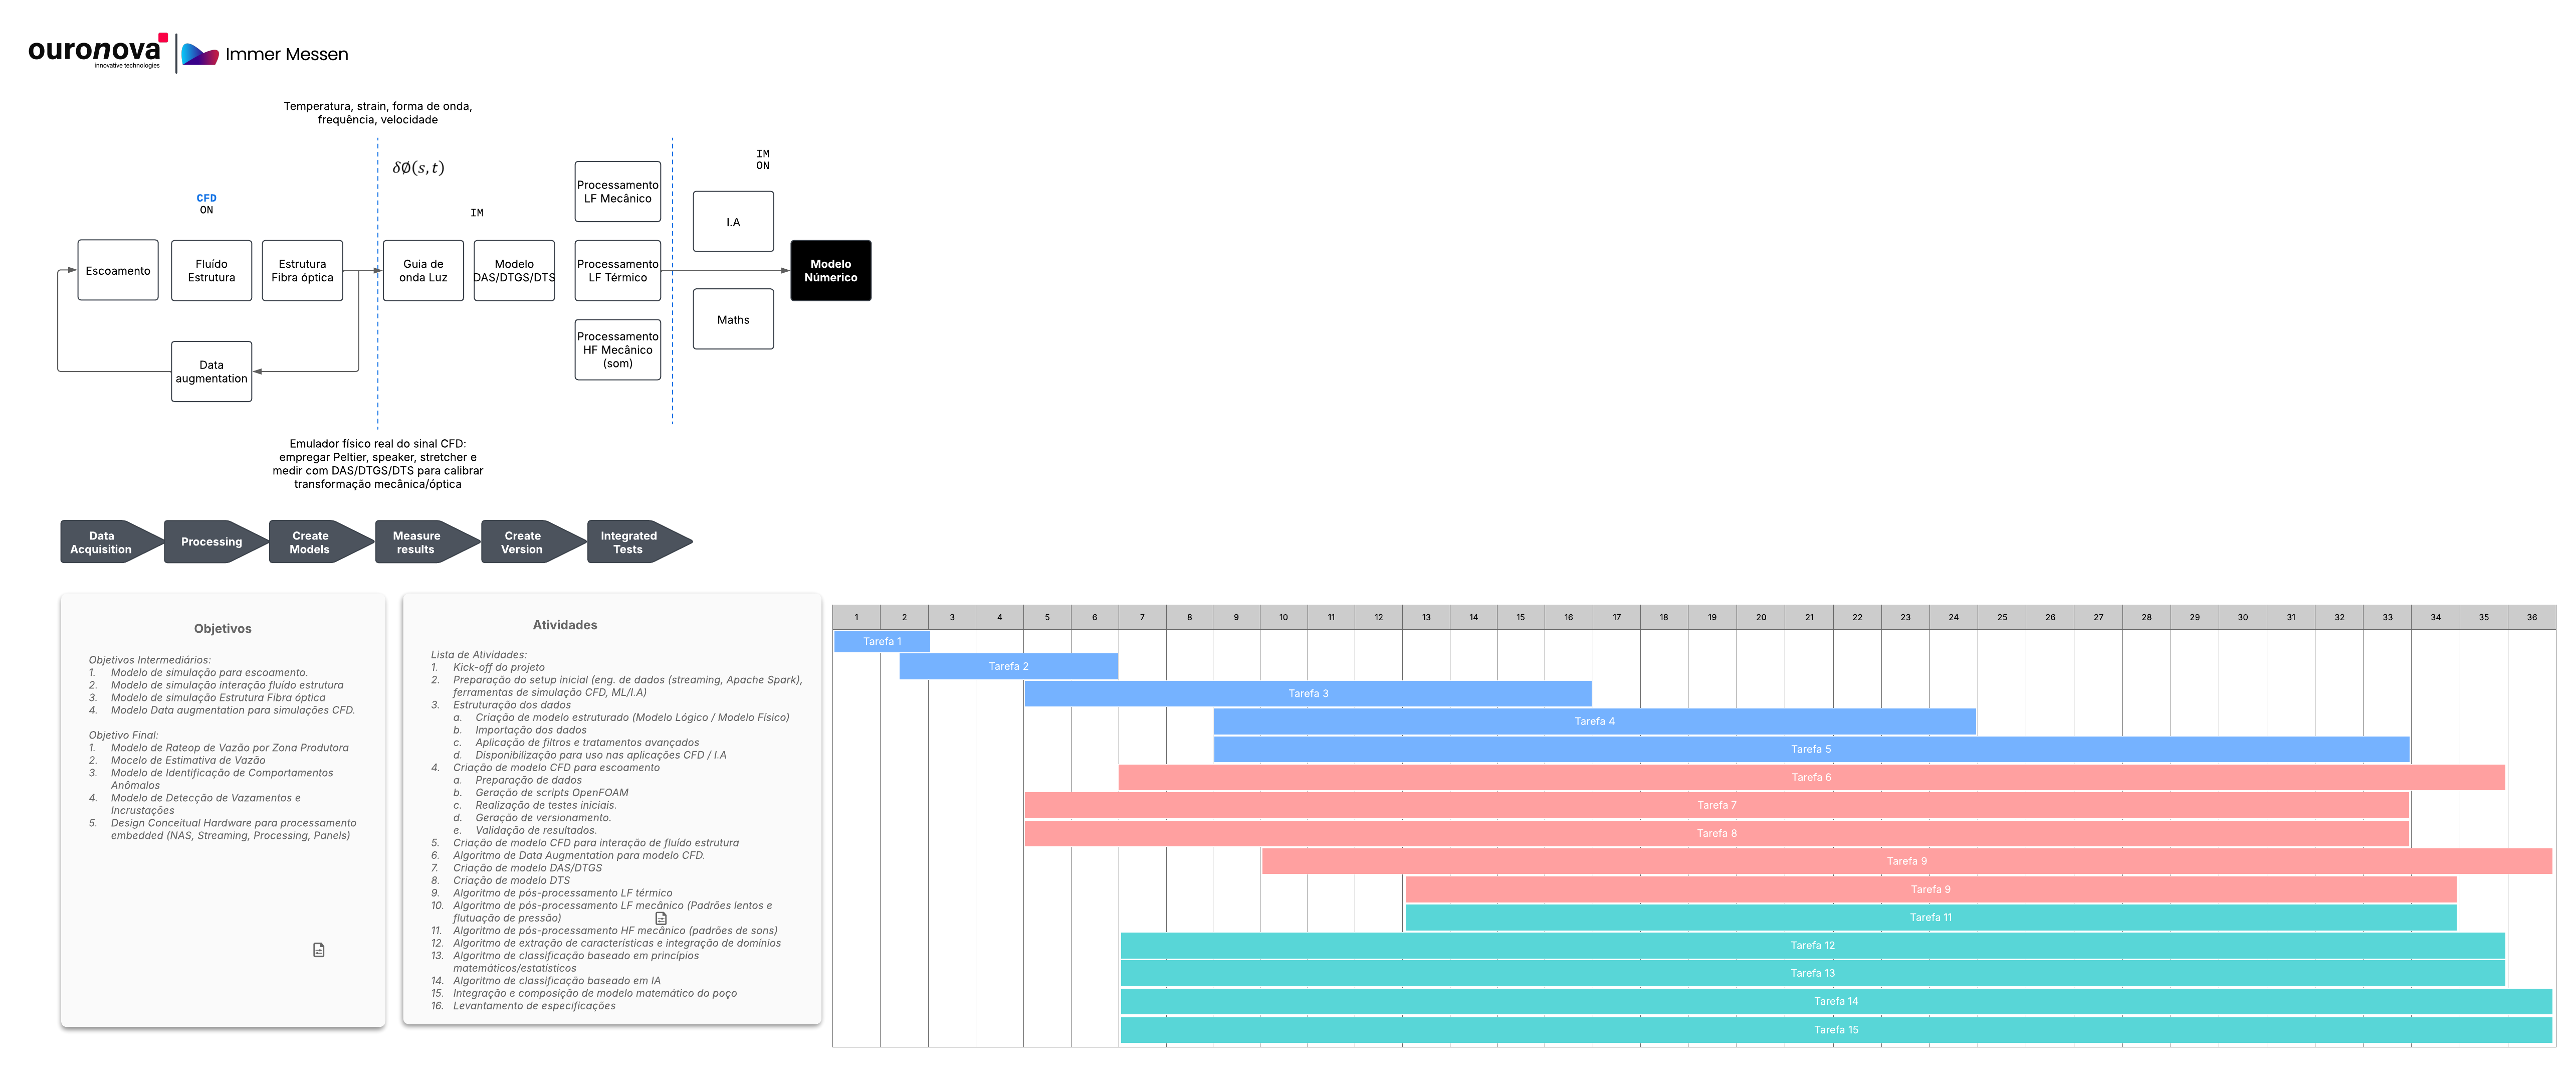 ouronova
innovative technologies
Immer Messen
Temperatura, strain, forma de onda,
frequência, velocidade
δØ(s,t)
IM
ON
CFD
ON
IM
Processamento
LF Mecânico
I.A
Escoamento
Fluído
Estrutura
Estrutura
Fibra óptica
Guia de
onda Luz
Modelo
DAS/DTGS/DTS
Processamento
LF Térmico
Modelo
Númerico
Maths
Processamento
HF Mecânico
(som)
Data
augmentation
Emulador físico real do sinal CFD:
empregar Peltier, speaker, stretcher e
medir com DAS/DTGS/DTS para calibrar
transformação mecânica/óptica
Data
Acquisition
Processing
Create
Models
Measure
results
Create
Version
Integrated
Tests
Objetivos
Objetivos Intermediários:
1. Modelo de simulação para escoamento.
2. Modelo de simulação interação fluído estrutura
3. Modelo de simulação Estrutura Fibra óptica
4. Modelo Data augmentation para simulações CFD.
Objetivo Final:
1. Modelo de Rateop de Vazão por Zona Produtora
2. Mocelo de Estimativa de Vazão
3. Modelo de Identificação de Comportamentos
Anômalos
4. Modelo de Detecção de Vazamentos e
Incrustações
5. Design Conceitual Hardware para processamento
embedded (NAS, Streaming, Processing, Panels)
Atividades
Lista de Atividades:
1. Kick-off do projeto
2. Preparação do setup inicial (eng. de dados (streaming, Apache Spark),
ferramentas de simulação CFD, ML/I.A)
3. Estruturação dos dados
a. Criação de modelo estruturado (Modelo Lógico / Modelo Físico)
b. Importação dos dados
c. Aplicação de filtros e tratamentos avançados
d. Disponibilização para uso nas aplicações CFD / I.A
4. Criação de modelo CFD para escoamento
a. Preparação de dados
b. Geração de scripts OpenFOAM
c. Realização de testes iniciais.
d. Geração de versionamento.
e. Validação de resultados.
5. Criação de modelo CFD para interação de fluído estrutura
6. Algoritmo de Data Augmentation para modelo CFD.
7. Criação de modelo DAS/DTGS
8. Criação de modelo DTS
9. Algoritmo de pós-processamento LF térmico
10. Algoritmo de pós-processamento LF mecânico (Padrões lentos e
flutuação de pressão)
11. Algoritmo de pós-processamento HF mecânico (padrões de sons)
12. Algoritmo de extração de características e integração de domínios
13. Algoritmo de classificação baseado em princípios
matemáticos/estatísticos
14. Algoritmo de classificação baseado em IA
15. Integração e composição de modelo matemático do poço
16. Levantamento de especificações
1 2 3 4 5 6 7 8 9 10 11 12 13 14 15 16 17 18 19 20 21 22 23 24 25 26 27 28 29 30 31 32 33 34 35 36
Tarefa 1
Tarefa 2
Tarefa 3
Tarefa 4
Tarefa 5
Tarefa 6
Tarefa 7
Tarefa 8
Tarefa 9
Tarefa 9
Tarefa 11
Tarefa 12
Tarefa 13
Tarefa 14
Tarefa 15